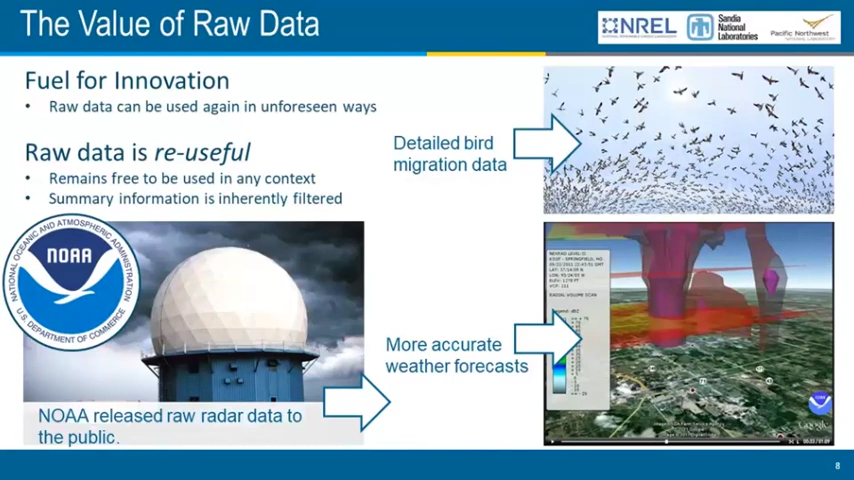 The Value of Raw Data
NREL
Sandia
National
Laboratories
Pacific Northwest
Fuel for Innovation
• Raw data can be used again in unforeseen ways
Raw data is re-useful
• Remains free to be used in any context
• Summary information is inherently filtered
Detailed bird
migration data
NATIONAL OCEANIC AND ATMOSPHERIC ADMINISTRATION
NOAA
U.S. DEPARTMENT OF COMMERCE
More accurate
weather forecasts
NOAA released raw radar data to
the public.
Google
8